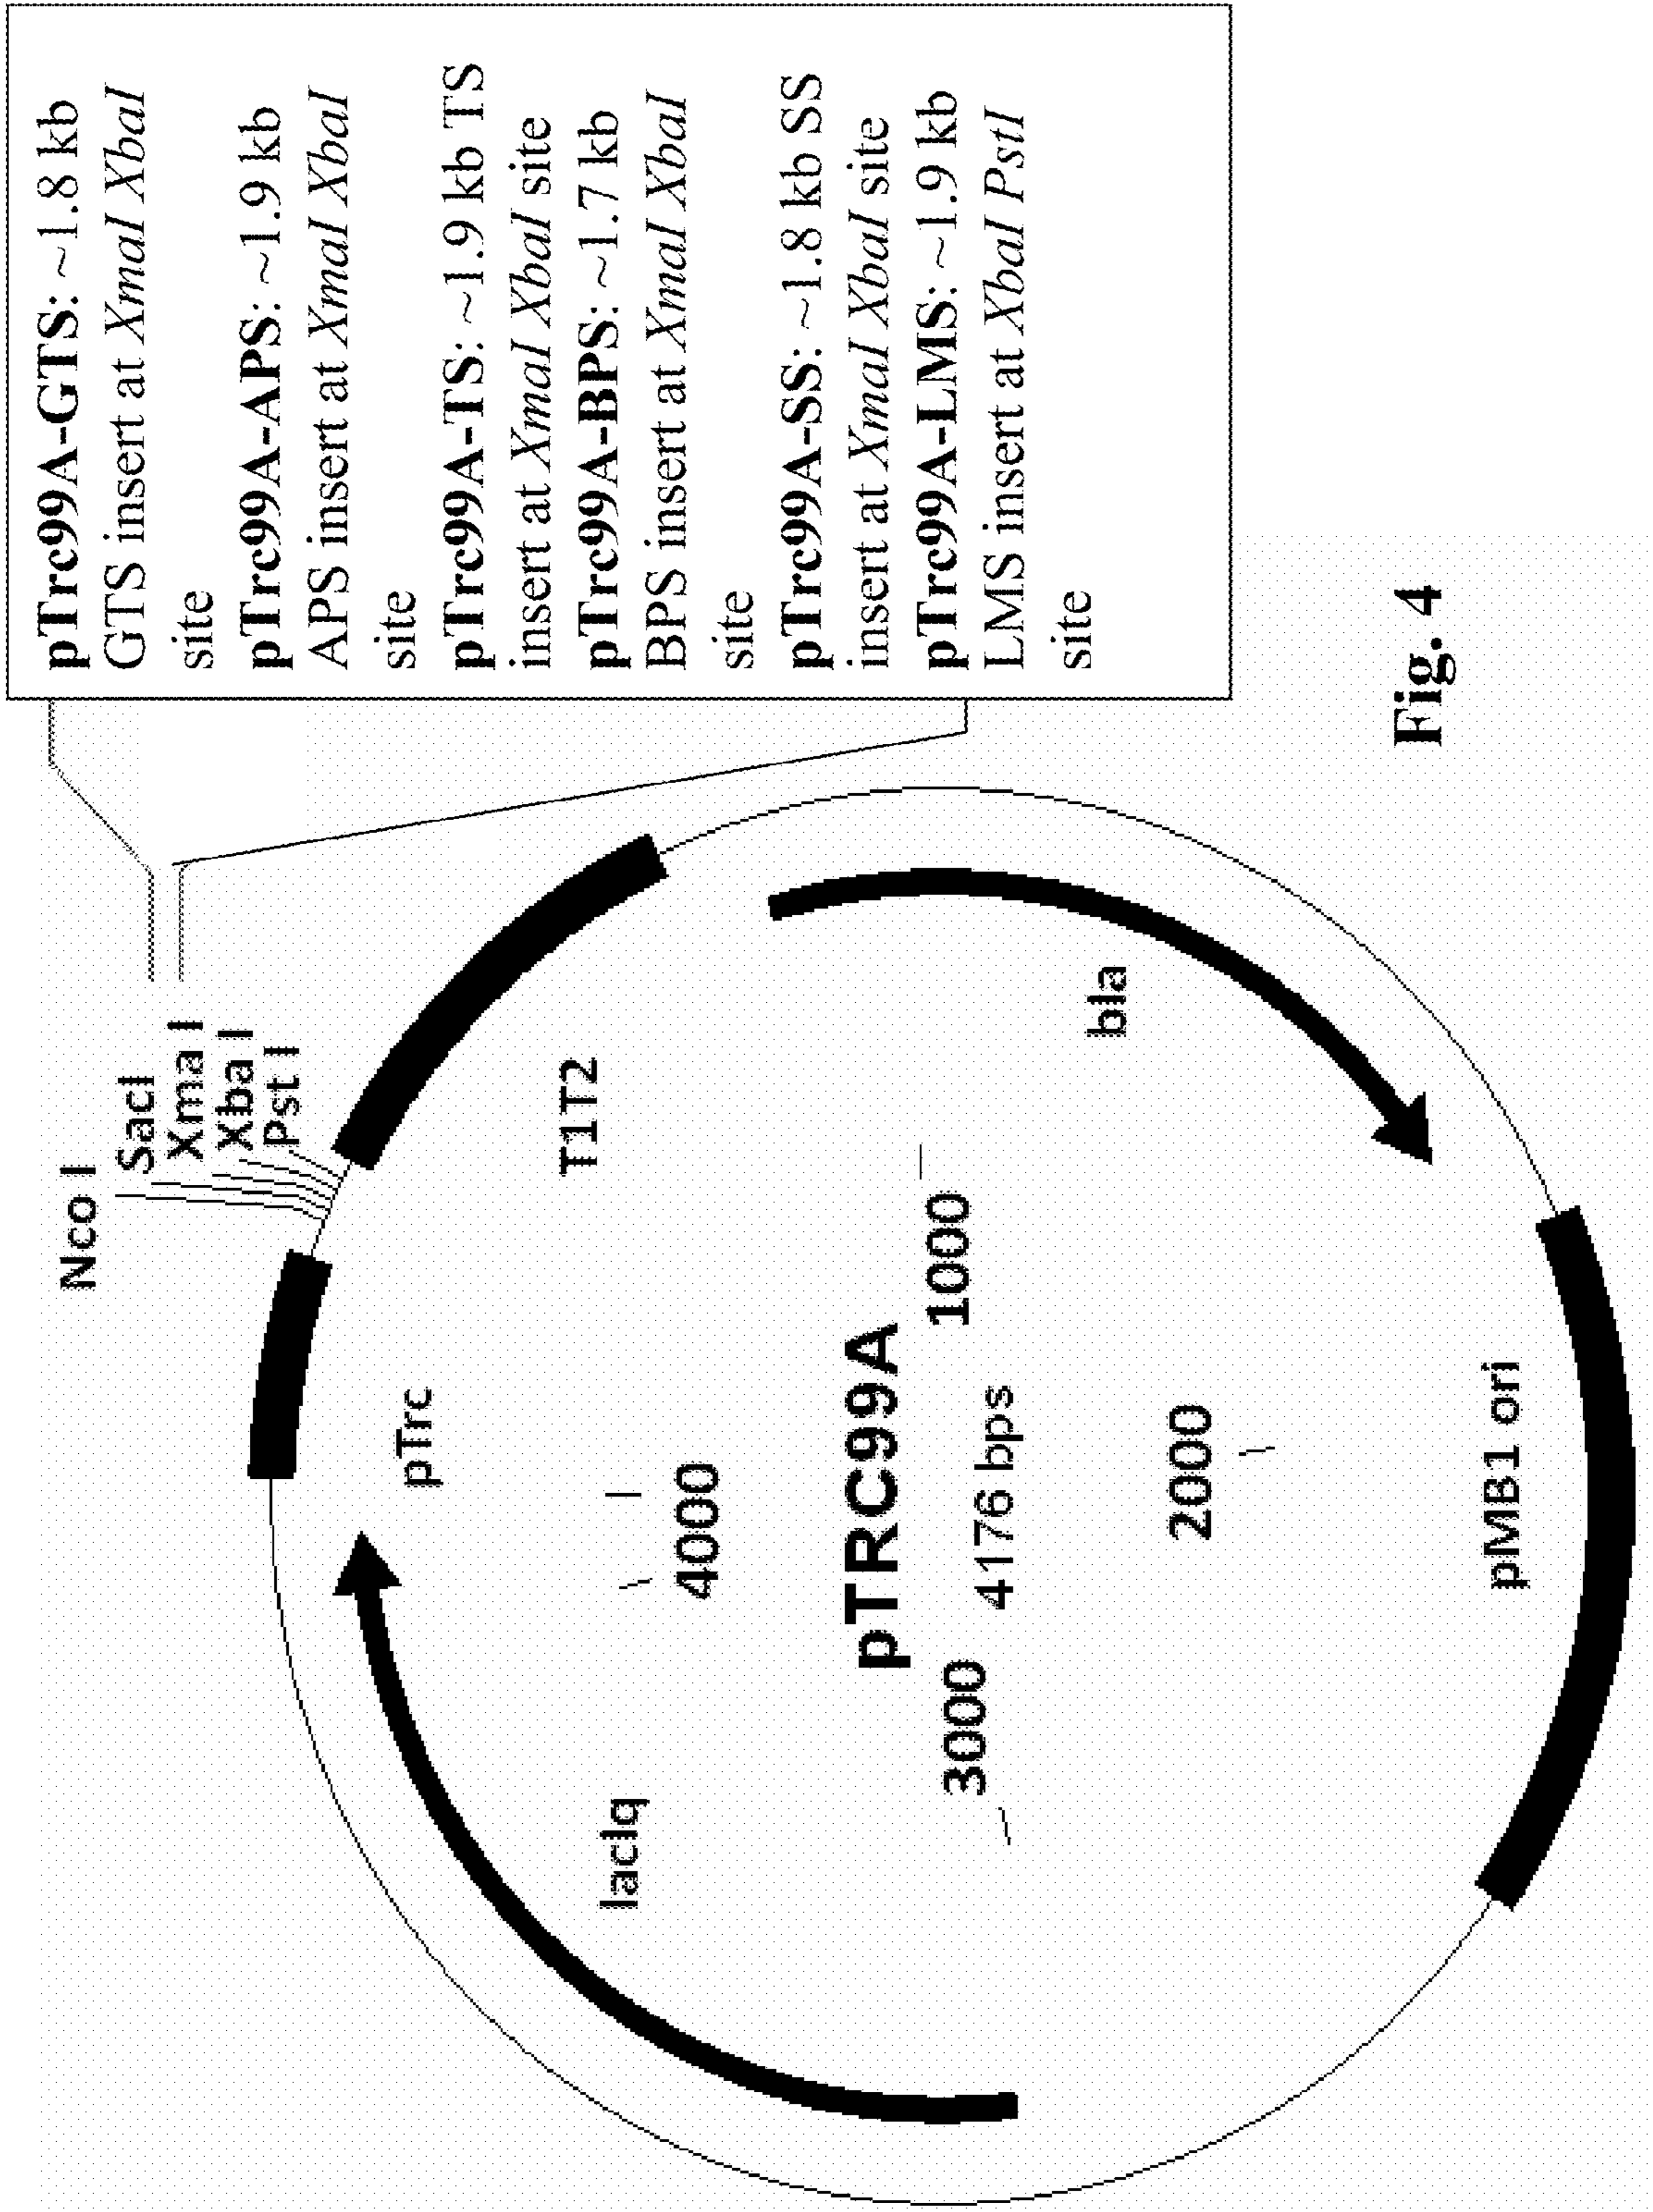 Nco I
SacI
Xma I
Xba I
Pst I
pTrc
T1T2
lacIq
4000
pTRC99A
3000
1000
4176 bps
bla
2000
pMB1 ori
pTrc99A-GTS: ~1.8 kb
GTS insert at XmaI XbaI
site
pTrc99A-APS: ~1.9 kb
APS insert at XmaI XbaI
site
pTrc99A-TS: ~1.9 kb TS
insert at XmaI XbaI site
pTrc99A-BPS: ~1.7 kb
BPS insert at XmaI XbaI
site
pTrc99A-SS: ~1.8 kb SS
insert at XmaI XbaI site
pTrc99A-LMS: ~1.9 kb
LMS insert at XbaI PstI
site
Fig. 4